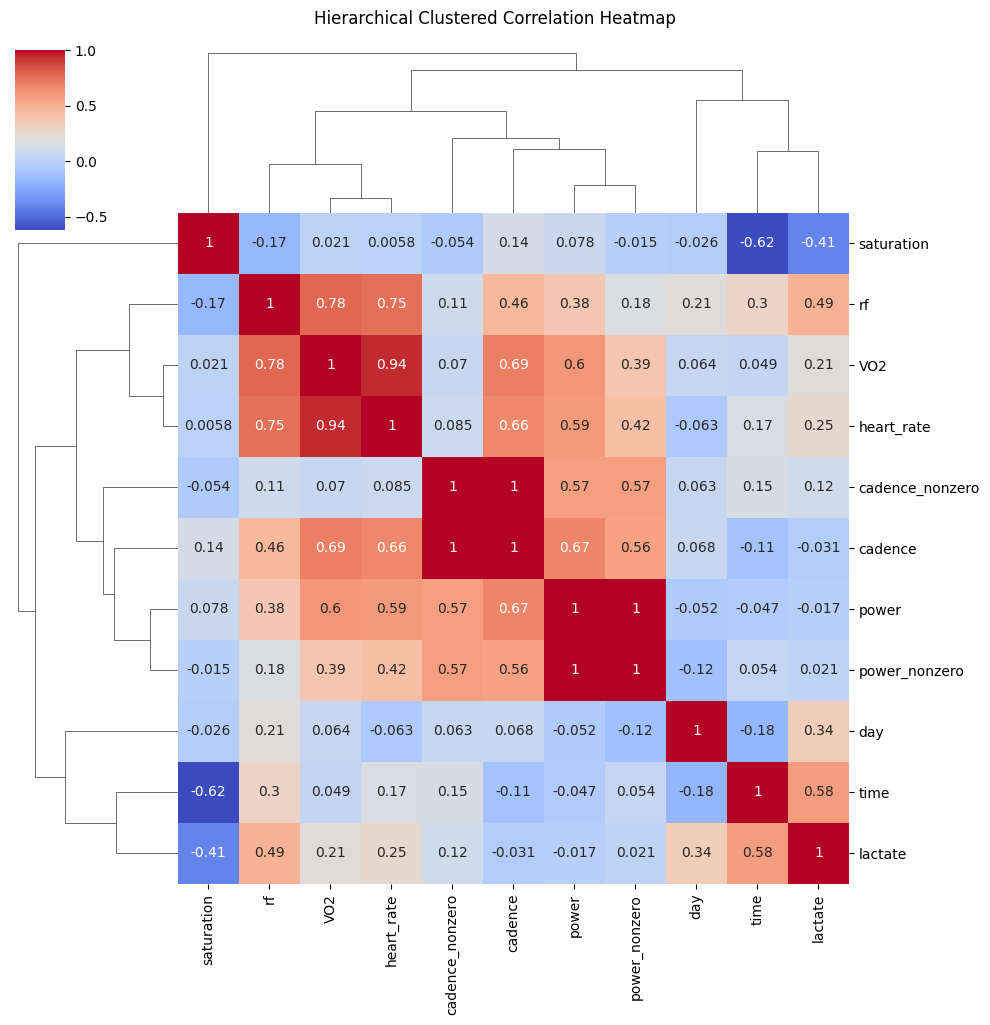 Hierarchical Clustered Correlation Heatmap
1.0
0.5
0.0
−0.5
1 -0.17 0.021 0.0058 -0.054 0.14 0.078 -0.015 -0.026 -0.62 -0.41 saturation
-0.17 1 0.78 0.75 0.11 0.46 0.38 0.18 0.21 0.3 0.49 rf
0.021 0.78 1 0.94 0.07 0.69 0.6 0.39 0.064 0.049 0.21 VO2
0.0058 0.75 0.94 1 0.085 0.66 0.59 0.42 -0.063 0.17 0.25 heart_rate
-0.054 0.11 0.07 0.085 1 1 0.57 0.57 0.063 0.15 0.12 cadence_nonzero
0.14 0.46 0.69 0.66 1 1 0.67 0.56 0.068 -0.11 -0.031 cadence
0.078 0.38 0.6 0.59 0.57 0.67 1 1 -0.052 -0.047 -0.017 power
-0.015 0.18 0.39 0.42 0.57 0.56 1 1 -0.12 0.054 0.021 power_nonzero
-0.026 0.21 0.064 -0.063 0.063 0.068 -0.052 -0.12 1 -0.18 0.34 day
-0.62 0.3 0.049 0.17 0.15 -0.11 -0.047 0.054 -0.18 1 0.58 time
-0.41 0.49 0.21 0.25 0.12 -0.031 -0.017 0.021 0.34 0.58 1 lactate
saturation
rf
VO2
heart_rate
cadence_nonzero
cadence
power
power_nonzero
day
time
lactate